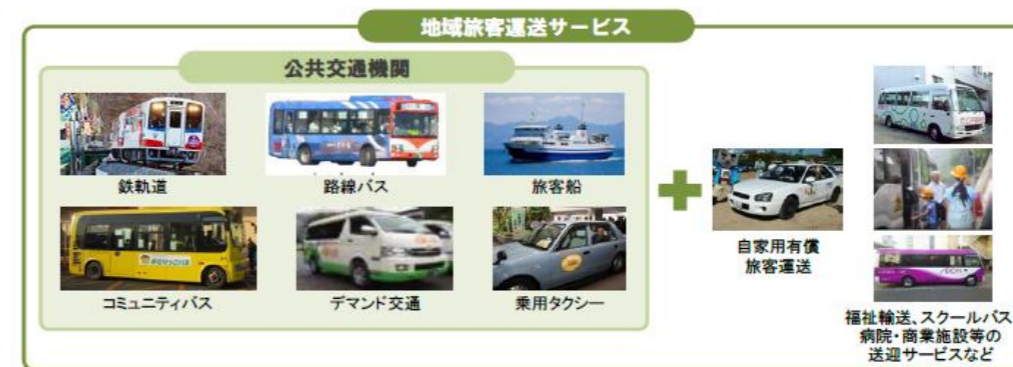 地域旅客運送サービス
公共交通機関
鉄軌道
路線バス
旅客船
コミュニティバス
デマンド交通
乗用タクシー
自家用有償
旅客運送
福祉輸送、スクールバス
病院・商業施設等の
送迎サービスなど